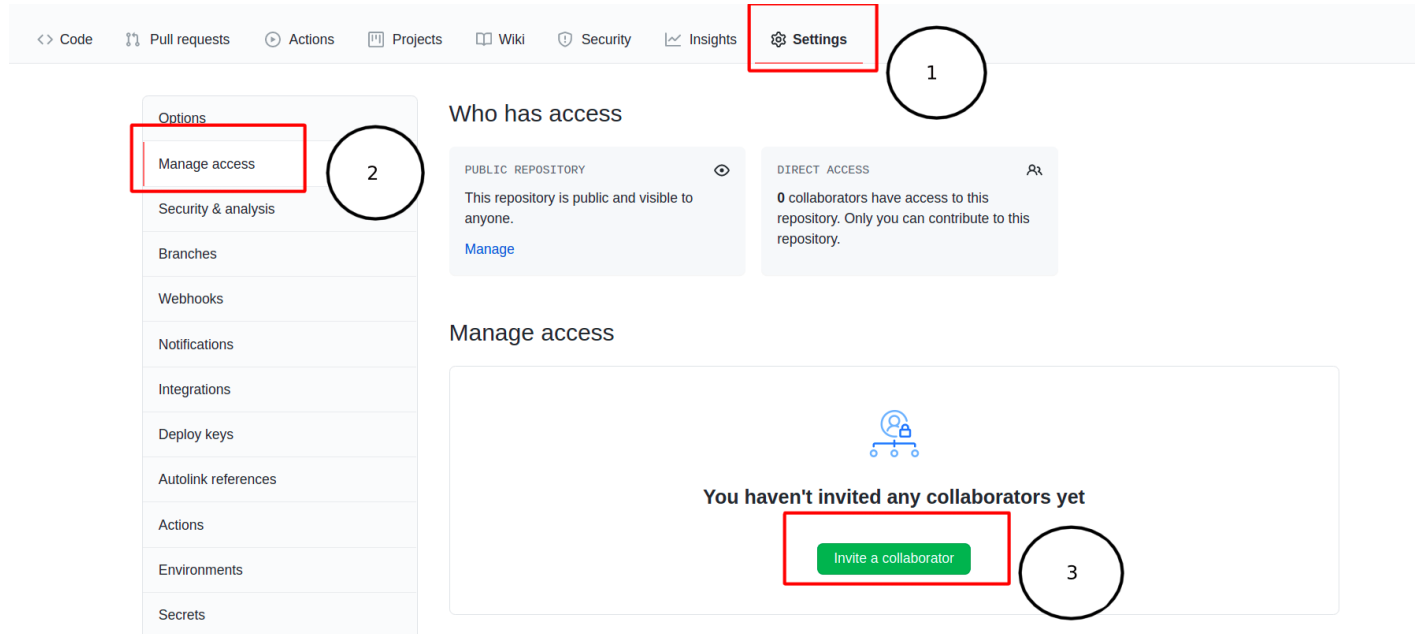 Code Pull requests Actions Projects Wiki Security Insights Settings
1
Options
Manage access
2
Security & analysis
Branches
Webhooks
Notifications
Integrations
Deploy keys
Autolink references
Actions
Environments
Secrets
Who has access
PUBLIC REPOSITORY
This repository is public and visible to
anyone.
Manage
DIRECT ACCESS
0 collaborators have access to this
repository. Only you can contribute to this
repository.
Manage access
You haven't invited any collaborators yet
Invite a collaborator
3